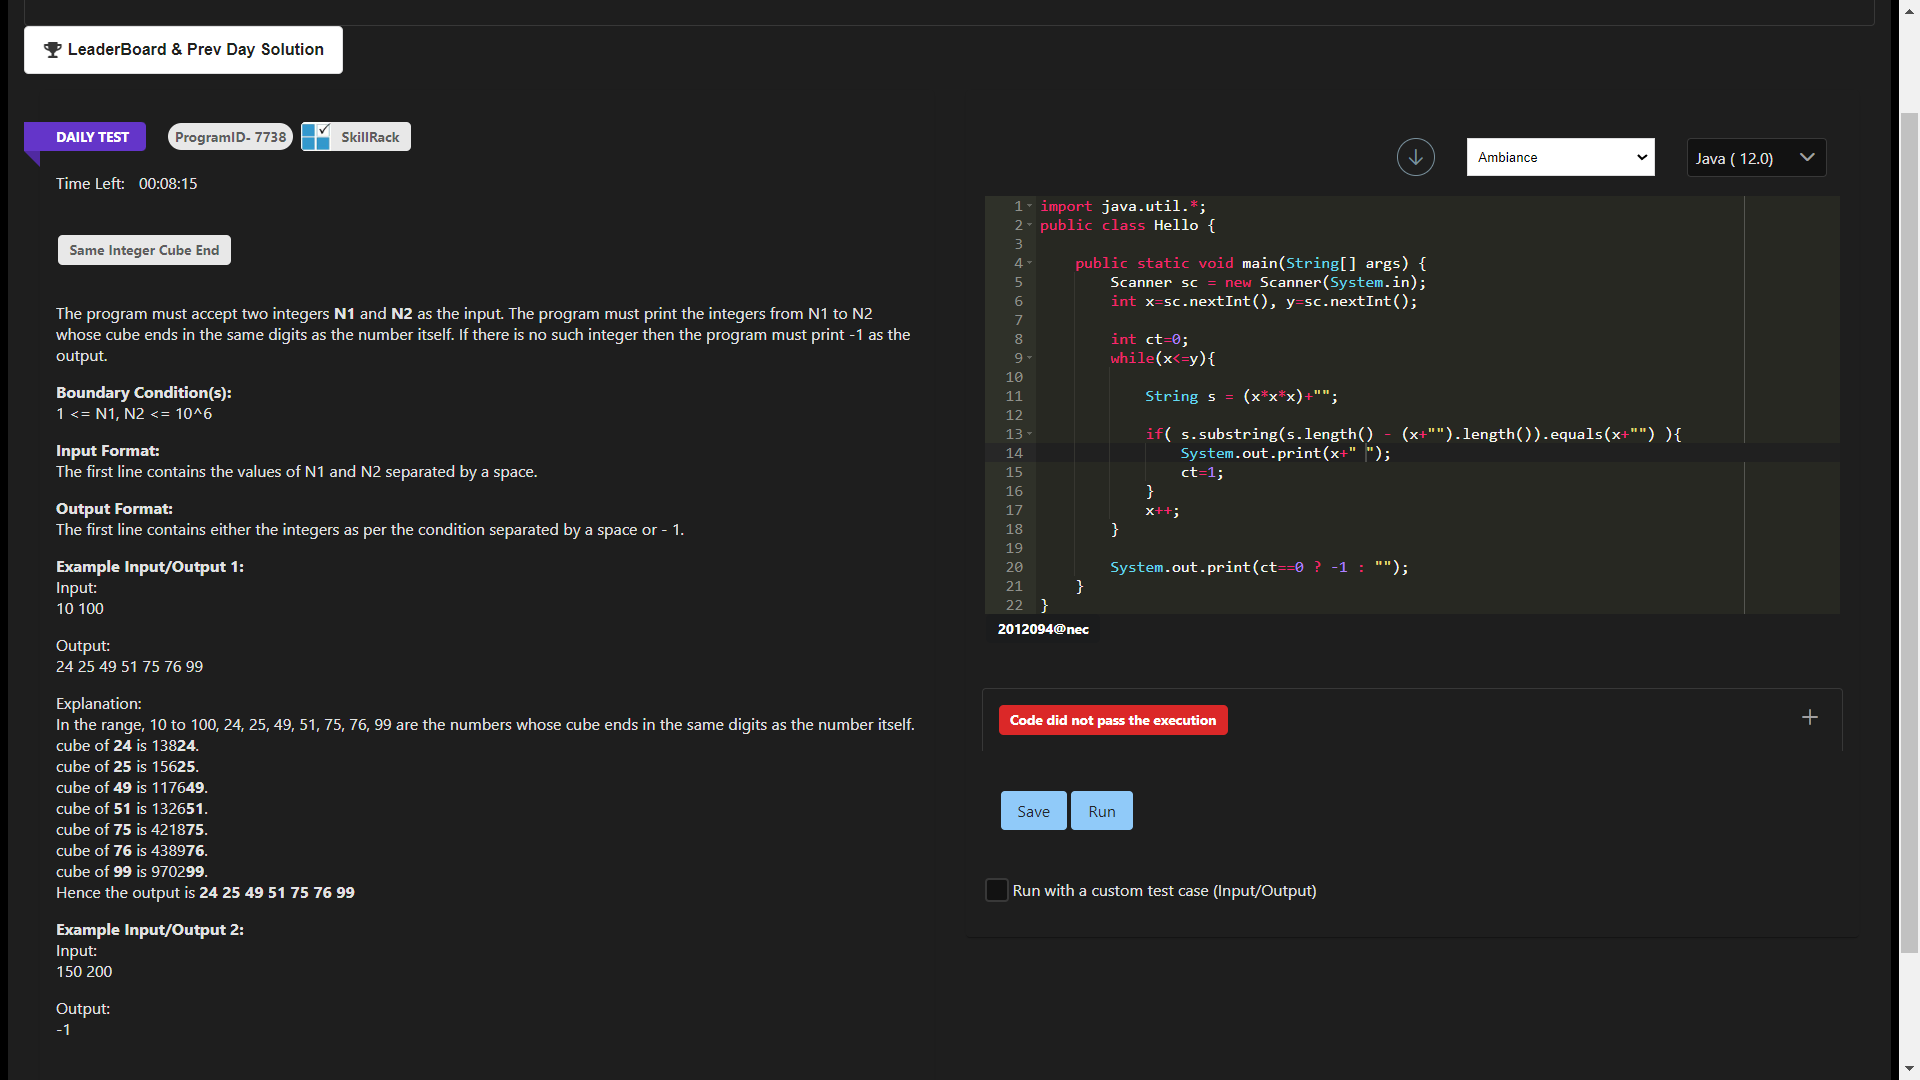 LeaderBoard & Prev Day Solution
DAILY TEST
ProgramID- 7738
SkillRack
Time Left: 00:08:15
Same Integer Cube End
The program must accept two integers N1 and N2 as the input. The program must print the integers from N1 to N2
whose cube ends in the same digits as the number itself. If there is no such integer then the program must print -1 as the
output.
Boundary Condition(s):
1 <= N1, N2 <= 10^6
Input Format:
The first line contains the values of N1 and N2 separated by a space.
Output Format:
The first line contains either the integers as per the condition separated by a space or - 1.
Example Input/Output 1:
Input:
10 100
Output:
24 25 49 51 75 76 99
Explanation:
In the range, 10 to 100, 24, 25, 49, 51, 75, 76, 99 are the numbers whose cube ends in the same digits as the number itself.
cube of 24 is 13824.
cube of 25 is 15625.
cube of 49 is 117649.
cube of 51 is 132651.
cube of 75 is 421875.
cube of 76 is 438976.
cube of 99 is 970299.
Hence the output is 24 25 49 51 75 76 99
Example Input/Output 2:
Input:
150 200
Output:
-1
Ambiance
Java ( 12.0)
1 import java.util.*;
2 public class Hello {
3
4 public static void main(String[] args) {
5 Scanner sc = new Scanner(System.in);
6 int x=sc.nextInt(), y=sc.nextInt();
7
8 int ct=0;
9 while(x<=y){
10
11 String s = (x*x*x)+"";
12
13 if( s.substring(s.length() - (x+"").length()).equals(x+"") ){
14 System.out.print(x+" ");
15 ct=1;
16 }
17 x++;
18 }
19
20 System.out.print(ct==0 ? -1 : "");
21 }
22 }
2012094@nec
Code did not pass the execution
Save
Run
Run with a custom test case (Input/Output)